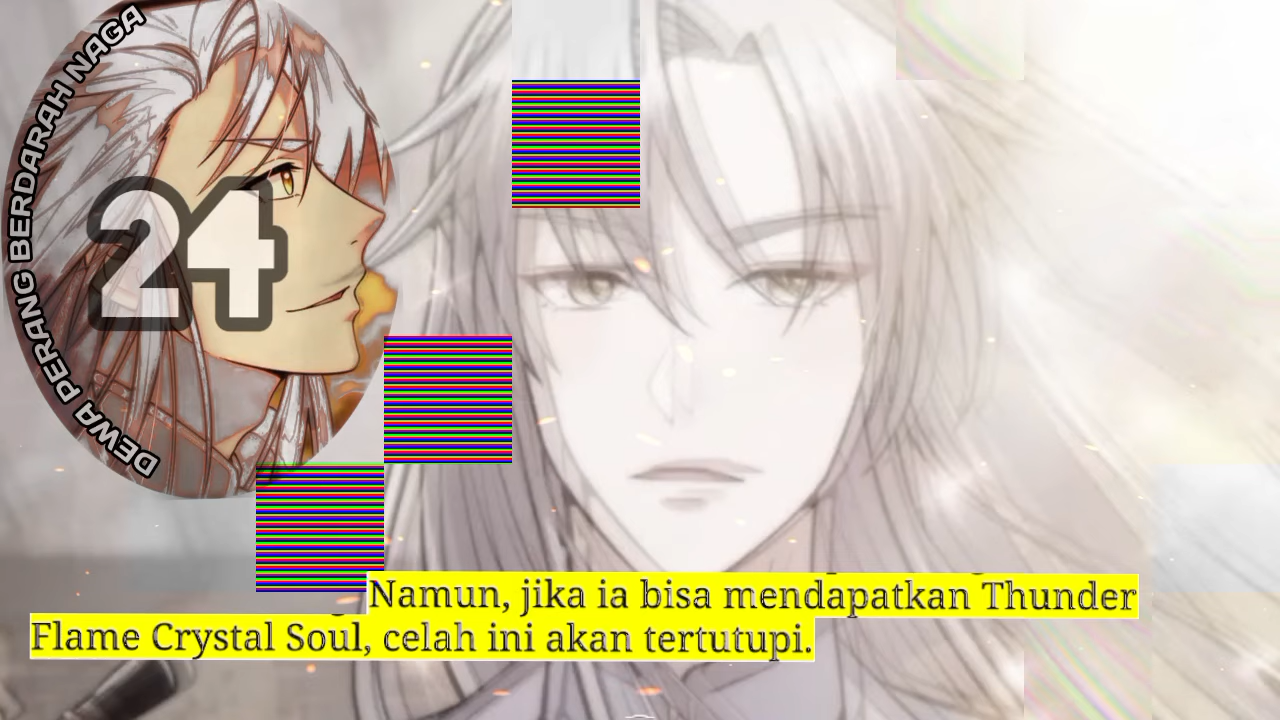 DEWA PERANG BERDARAH NAGA
24
Namun, jika ia bisa mendapatkan Thunder
Flame Crystal Soul, celah ini akan tertutupi.